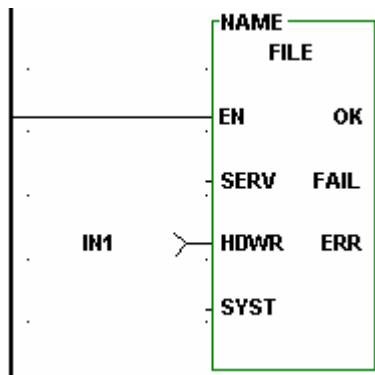 NAME
FILE
EN OK
SERV FAIL
IN1 HDWR ERR
SYST